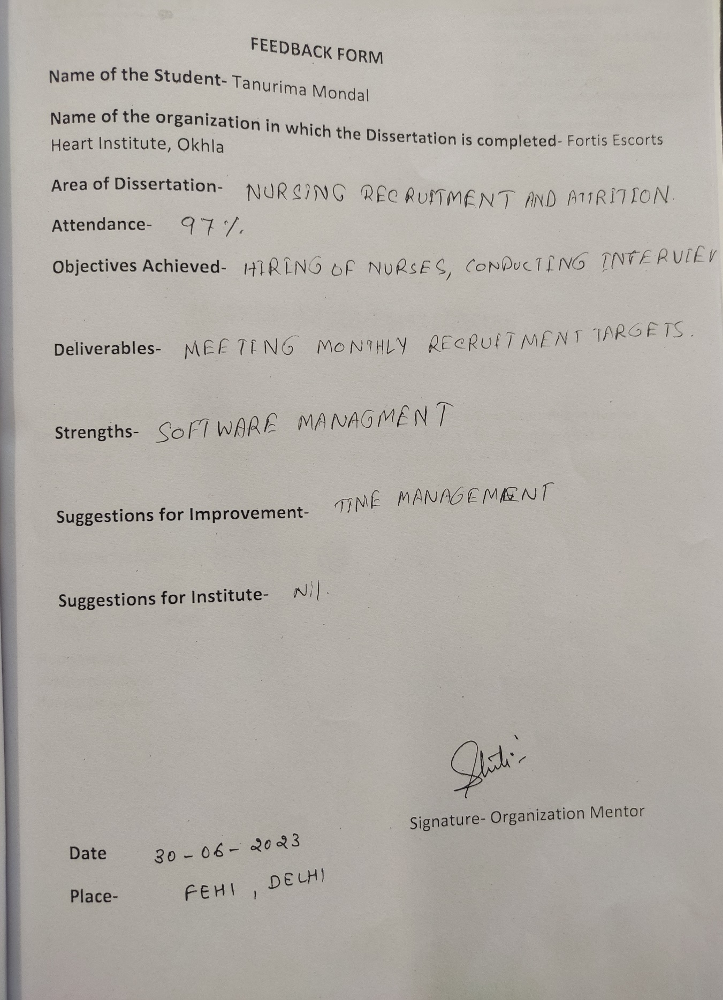 FEEDBACK FORM
Name of the Student- Tanurima Mondal
Name of the organization in which the Dissertation is completed- Fortis Escorts
Heart Institute, Okhla
Area of Dissertation- NURSING RECRUITMENT AND ATTRITION.
Attendance- 97%.
Objectives Achieved- HIRING OF NURSES, CONDUCTING INTERVIEW
Deliverables- MEETING MONTHLY RECRUITMENT TARGETS.
Strengths- SOFTWARE MANAGMENT
Suggestions for Improvement- TIME MANAGEMENT
Suggestions for Institute- Nil.
Signature- Organization Mentor
Date 30-06-2023
Place- FEHI, DELHI